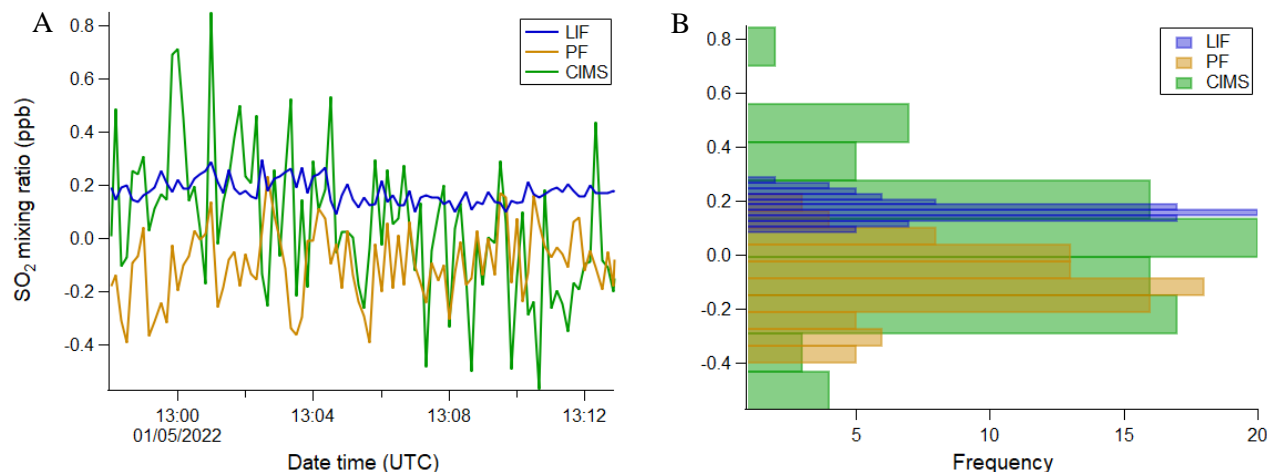 A
0.8
0.6
0.4
0.2
0.0
-0.2
-0.4
SO2 mixing ratio (ppb)
LIF
PF
CIMS
13:00
13:04
13:08
13:12
01/05/2022
Date time (UTC)
B
0.8
0.6
0.4
0.2
0.0
-0.2
-0.4
LIF
PF
CIMS
5
10
15
20
Frequency